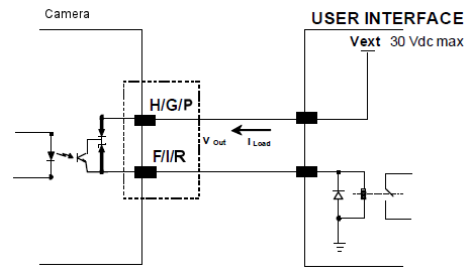 Camera
USER INTERFACE
Vext 30 Vdc max
H/G/P
V Out
I Load
F/I/R